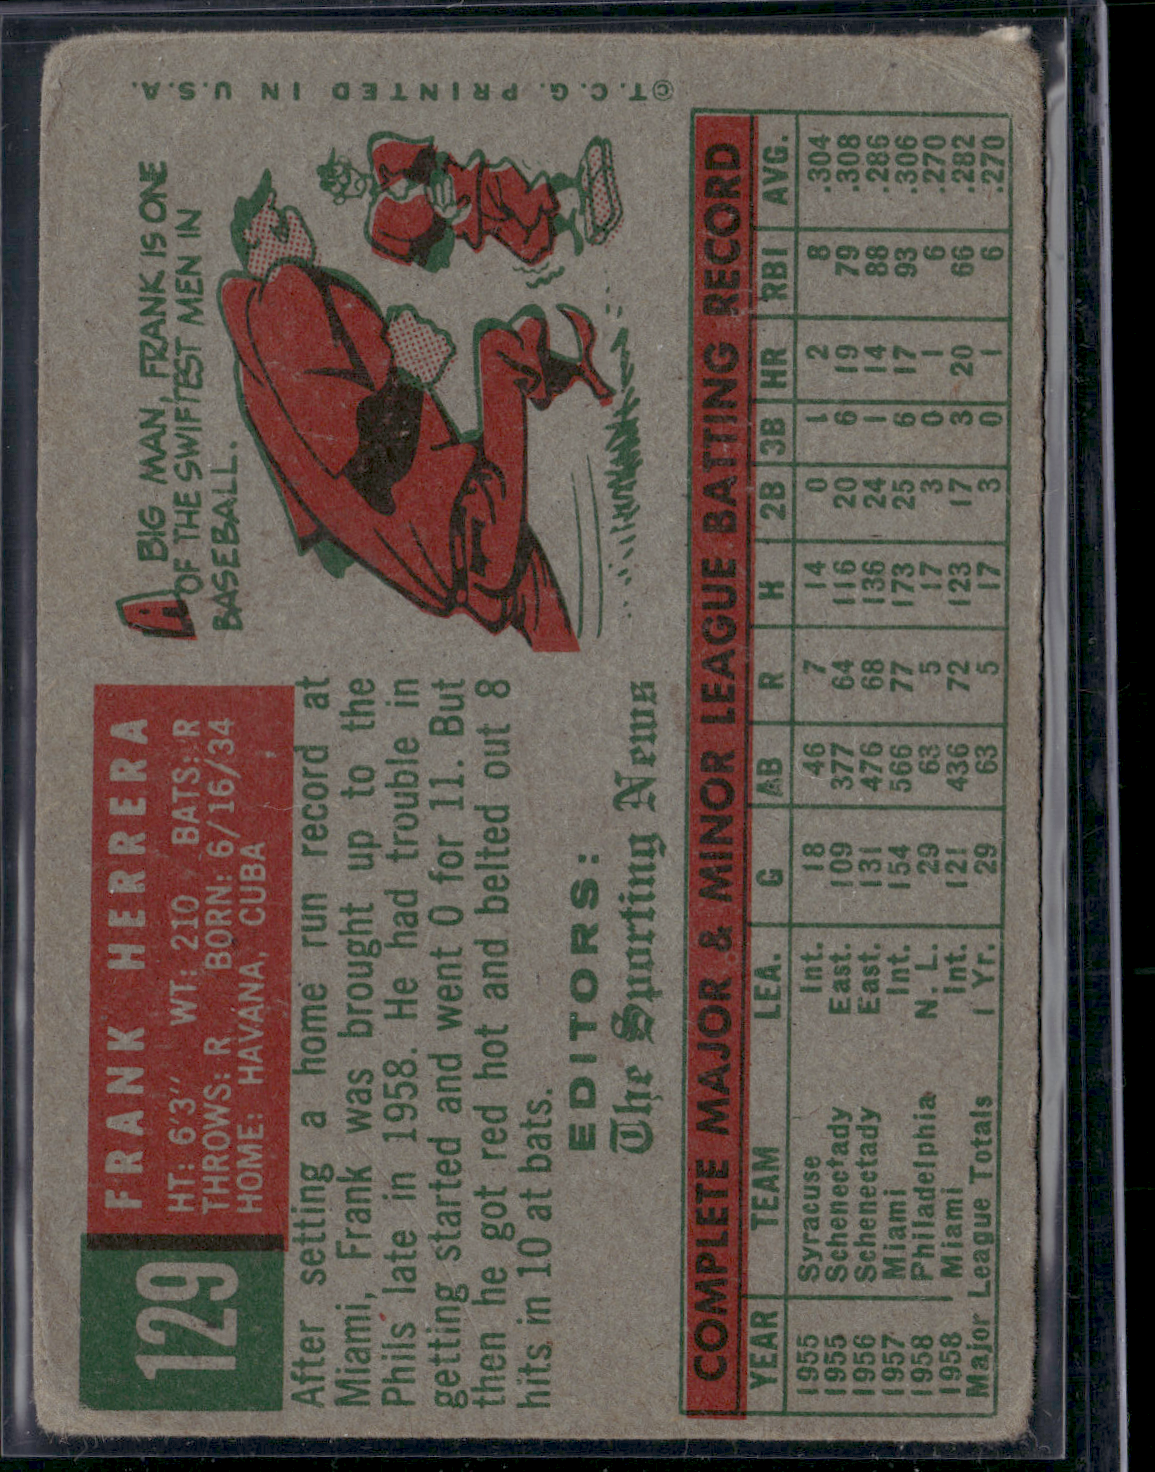 129
FRANK HERRERA
HT: 6'3" WT: 210 BATS: R
THROWS: R BORN: 6/16/34
HOME: HAVANA, CUBA
After setting a home run record at
Miami, Frank was brought up to the
Phils late in 1958. He had trouble in
getting started and went 0 for 11. But
then he got red hot and belted out 8
hits in 10 at bats.
EDITORS:
The Sporting News
A BIG MAN, FRANK IS ONE
OF THE SWIFTEST MEN IN
BASEBALL.
©T.C.G. PRINTED IN U.S.A.
COMPLETE MAJOR & MINOR LEAGUE BATTING RECORD
YEAR TEAM LEA. G AB R H 2B 3B HR RBI AVG.
1955 Syracuse Int. 18 46 7 14 0 1 2 8 .304
1955 Schenectady East. 109 377 64 116 20 6 19 79 .308
1956 Schenectady East. 131 476 68 136 24 1 14 88 .286
1957 Miami Int. 154 566 77 173 25 6 17 93 .306
1958 Philadelphia N. L. 29 63 5 17 3 0 1 6 .270
1958 Miami Int. 121 436 72 123 17 3 20 66 .282
Major League Totals 1 Yr. 29 63 5 17 3 0 1 6 .270